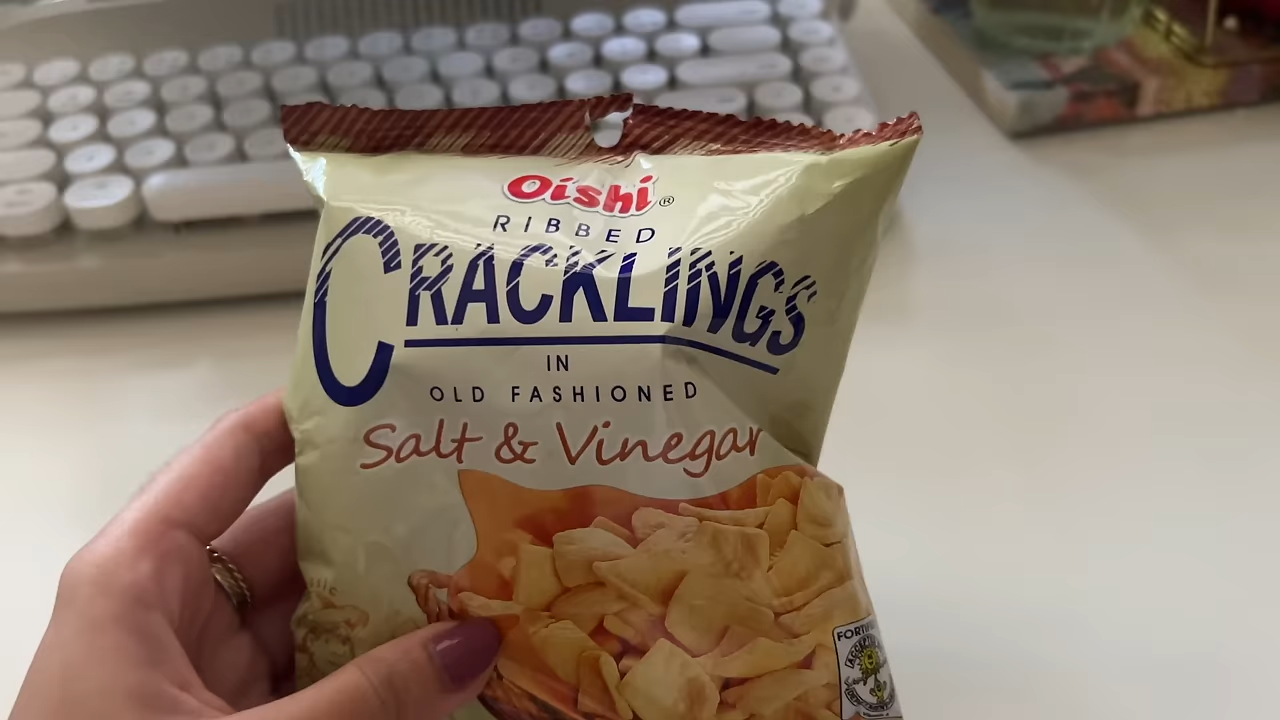 Oishi®
RIBBED
CRACKLINGS
IN
OLD FASHIONED
Salt & Vinegar